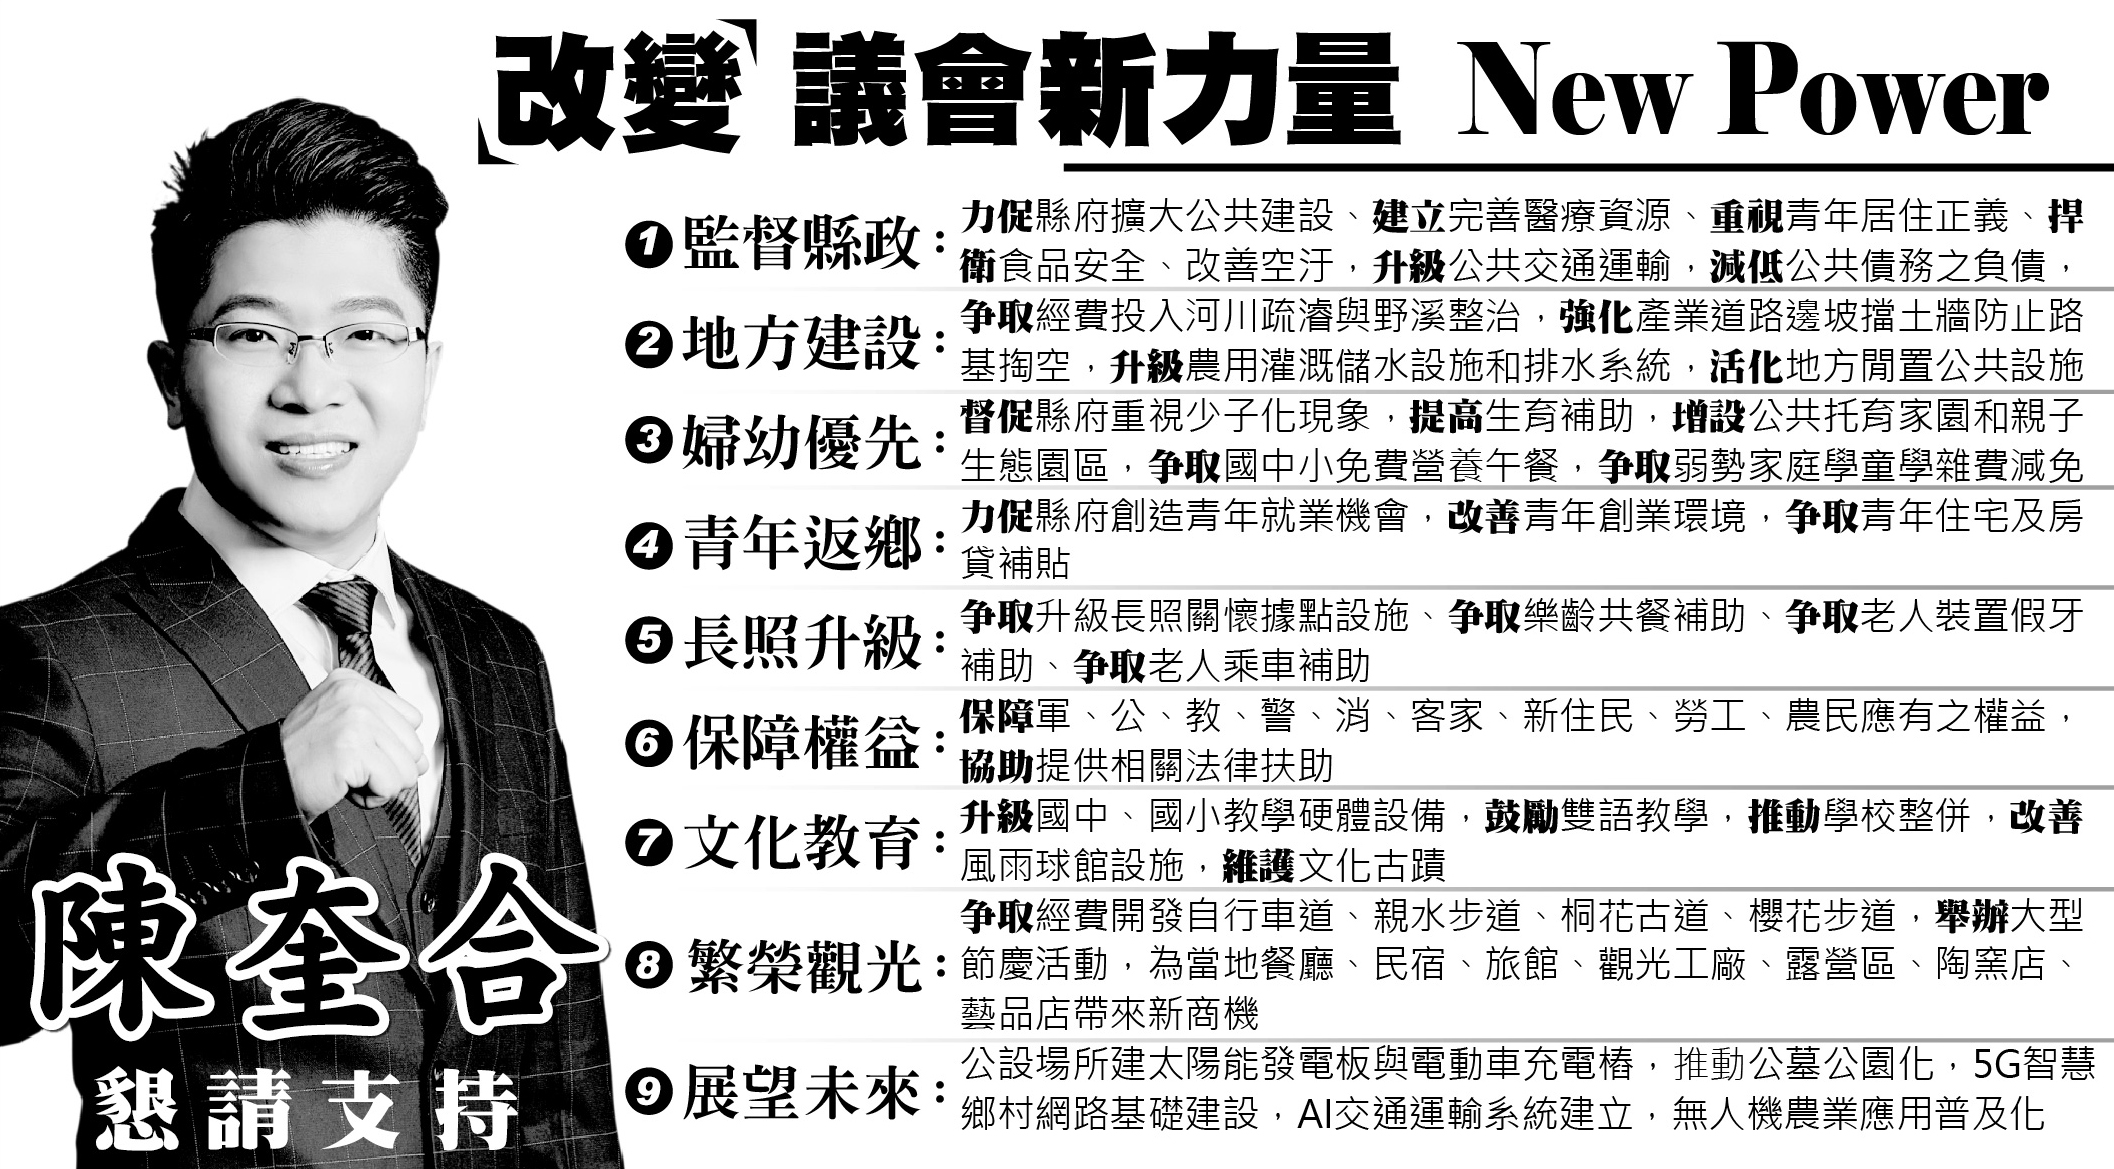 改變 議會新力量 New Power
❶監督縣政：力促縣府擴大公共建設、建立完善醫療資源、重視青年居住正義、捍
衛食品安全、改善空汙，升級公共交通運輸，減低公共債務之負債，
❷地方建設：爭取經費投入河川疏濬與野溪整治，強化產業道路邊坡擋土牆防止路
基掏空，升級農用灌溉儲水設施和排水系統，活化地方閒置公共設施
❸婦幼優先：督促縣府重視少子化現象，提高生育補助，增設公共托育家園和親子
生態園區，爭取國中小免費營養午餐，爭取弱勢家庭學童學雜費減免
❹青年返鄉：力促縣府創造青年就業機會，改善青年創業環境，爭取青年住宅及房
貸補貼
❺長照升級：爭取升級長照關懷據點設施、爭取樂齡共餐補助、爭取老人裝置假牙
補助、爭取老人乘車補助
❻保障權益：保障軍、公、教、警、消、客家、新住民、勞工、農民應有之權益，
協助提供相關法律扶助
❼文化教育：升級國中、國小教學硬體設備，鼓勵雙語教學，推動學校整併，改善
風雨球館設施，維護文化古蹟
❽繁榮觀光：爭取經費開發自行車道、親水步道、桐花古道、櫻花步道，舉辦大型
節慶活動，為當地餐廳、民宿、旅館、觀光工廠、露營區、陶窯店、
藝品店帶來新商機
❾展望未來：公設場所建太陽能發電板與電動車充電樁，推動公墓公園化，5G智慧
鄉村網路基礎建設，AI交通運輸系統建立，無人機農業應用普及化
陳奎合
懇請支持